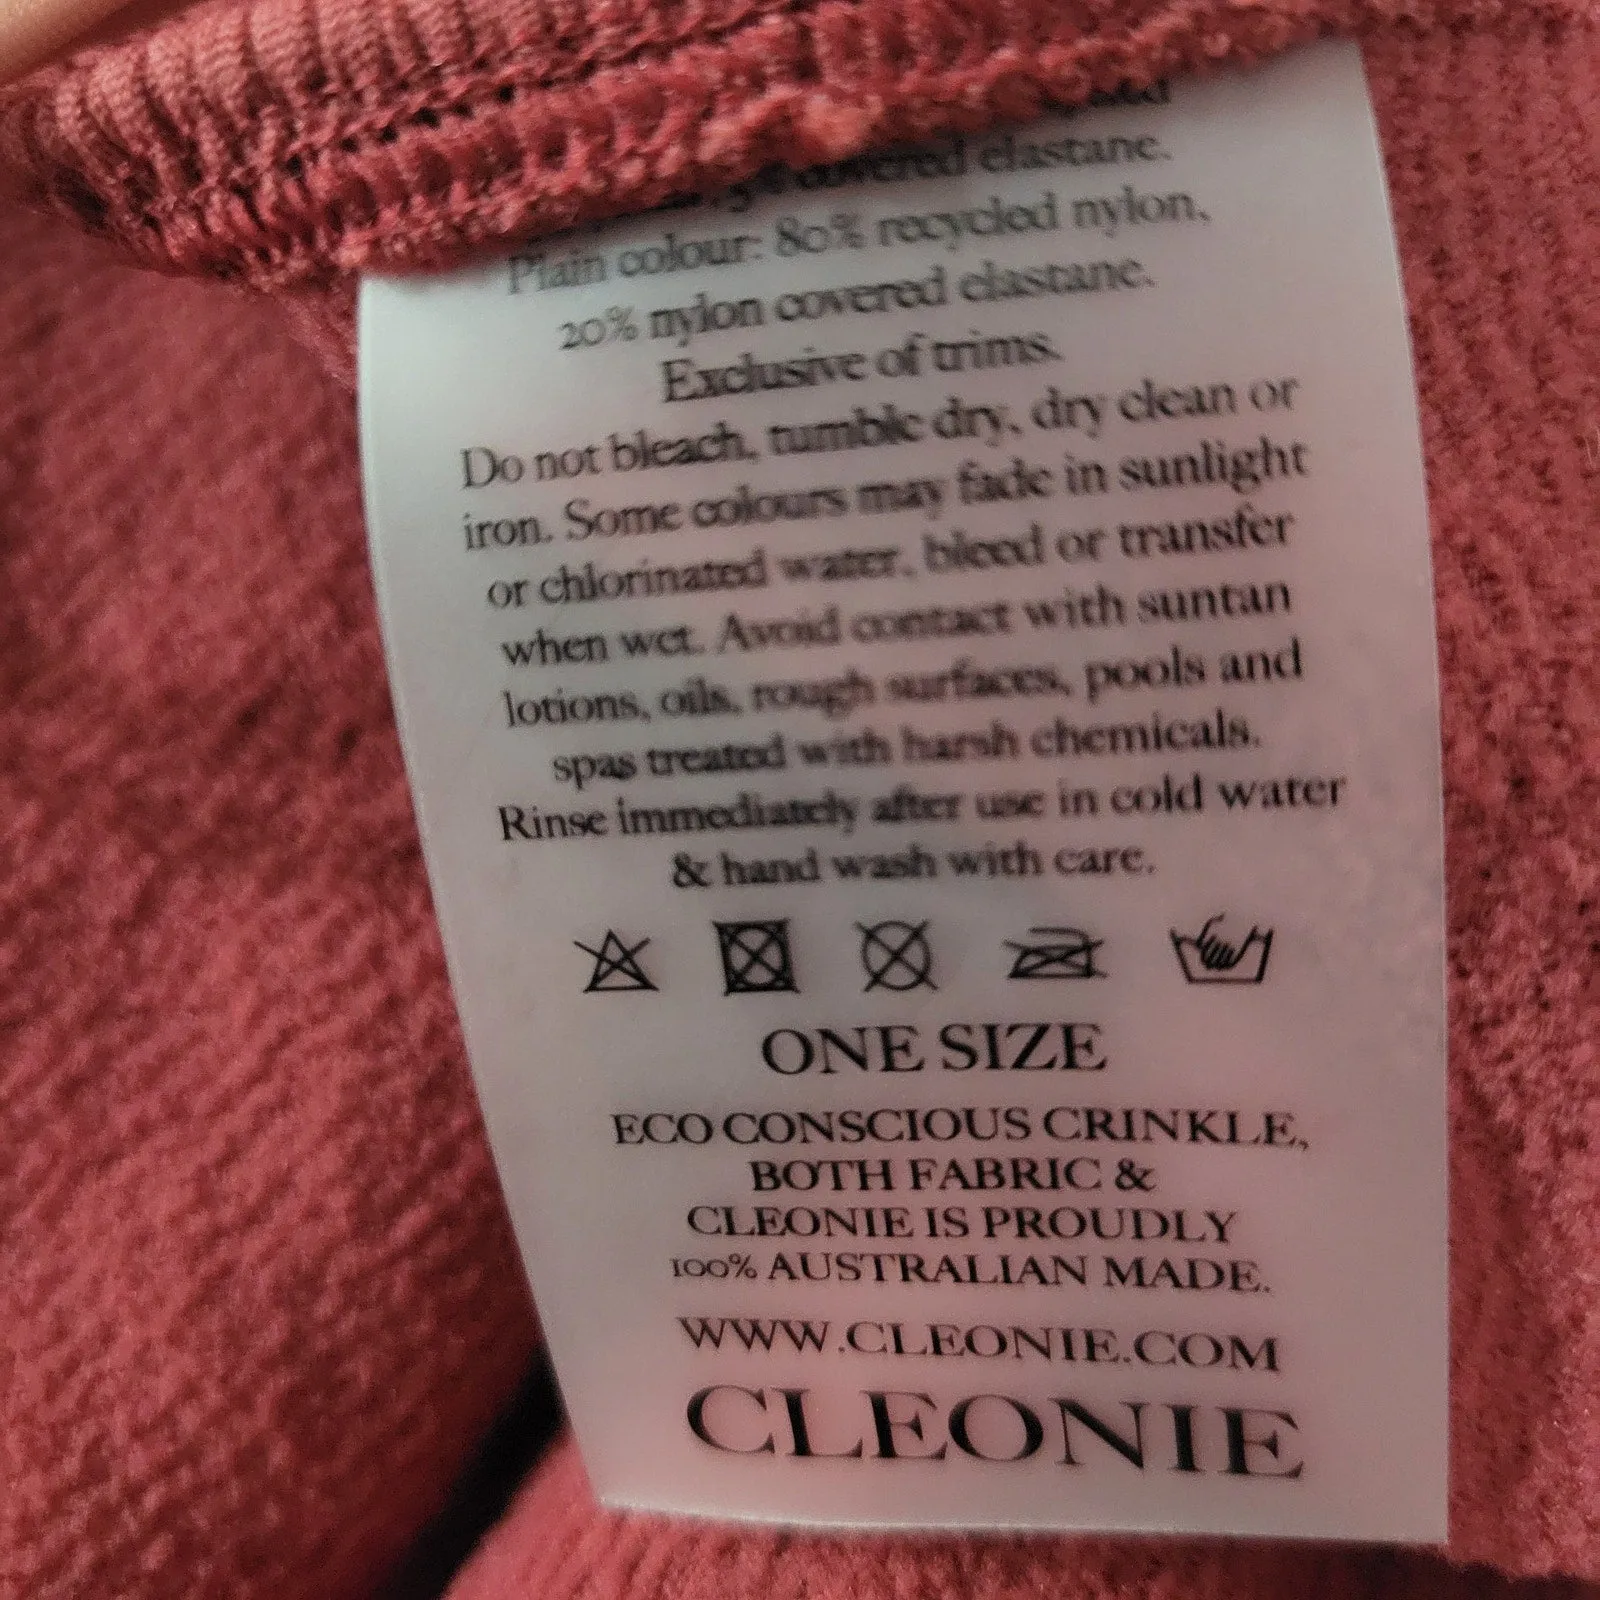 covered elastane.
Plain colour: 80% recycled nylon,
20% nylon covered elastane.
Exclusive of trims.
Do not bleach, tumble dry, dry clean or
iron. Some colours may fade in sunlight
or chlorinated water, bleed or transfer
when wet. Avoid contact with suntan
lotions, oils, rough surfaces, pools and
spas treated with harsh chemicals.
Rinse immediately after use in cold water
& hand wash with care.
ONE SIZE
ECO CONSCIOUS CRINKLE,
BOTH FABRIC &
CLEONIE IS PROUDLY
100% AUSTRALIAN MADE.
WWW.CLEONIE.COM
CLEONIE